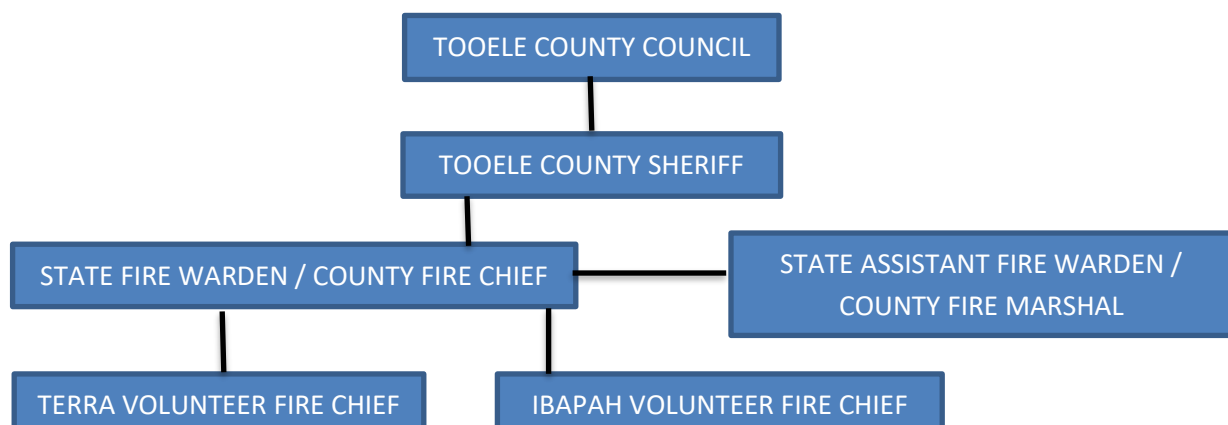 TOOELE COUNTY COUNCIL
TOOELE COUNTY SHERIFF
STATE FIRE WARDEN / COUNTY FIRE CHIEF
STATE ASSISTANT FIRE WARDEN /
COUNTY FIRE MARSHAL
TERRA VOLUNTEER FIRE CHIEF
IBAPAH VOLUNTEER FIRE CHIEF